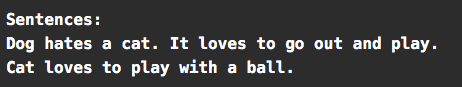 Sentences:
Dog hates a cat. It loves to go out and play.
Cat loves to play with a ball.